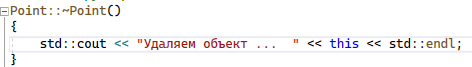 Point::~Point()
{
std::cout << "Удаляем объект ...  " << this << std::endl;
}